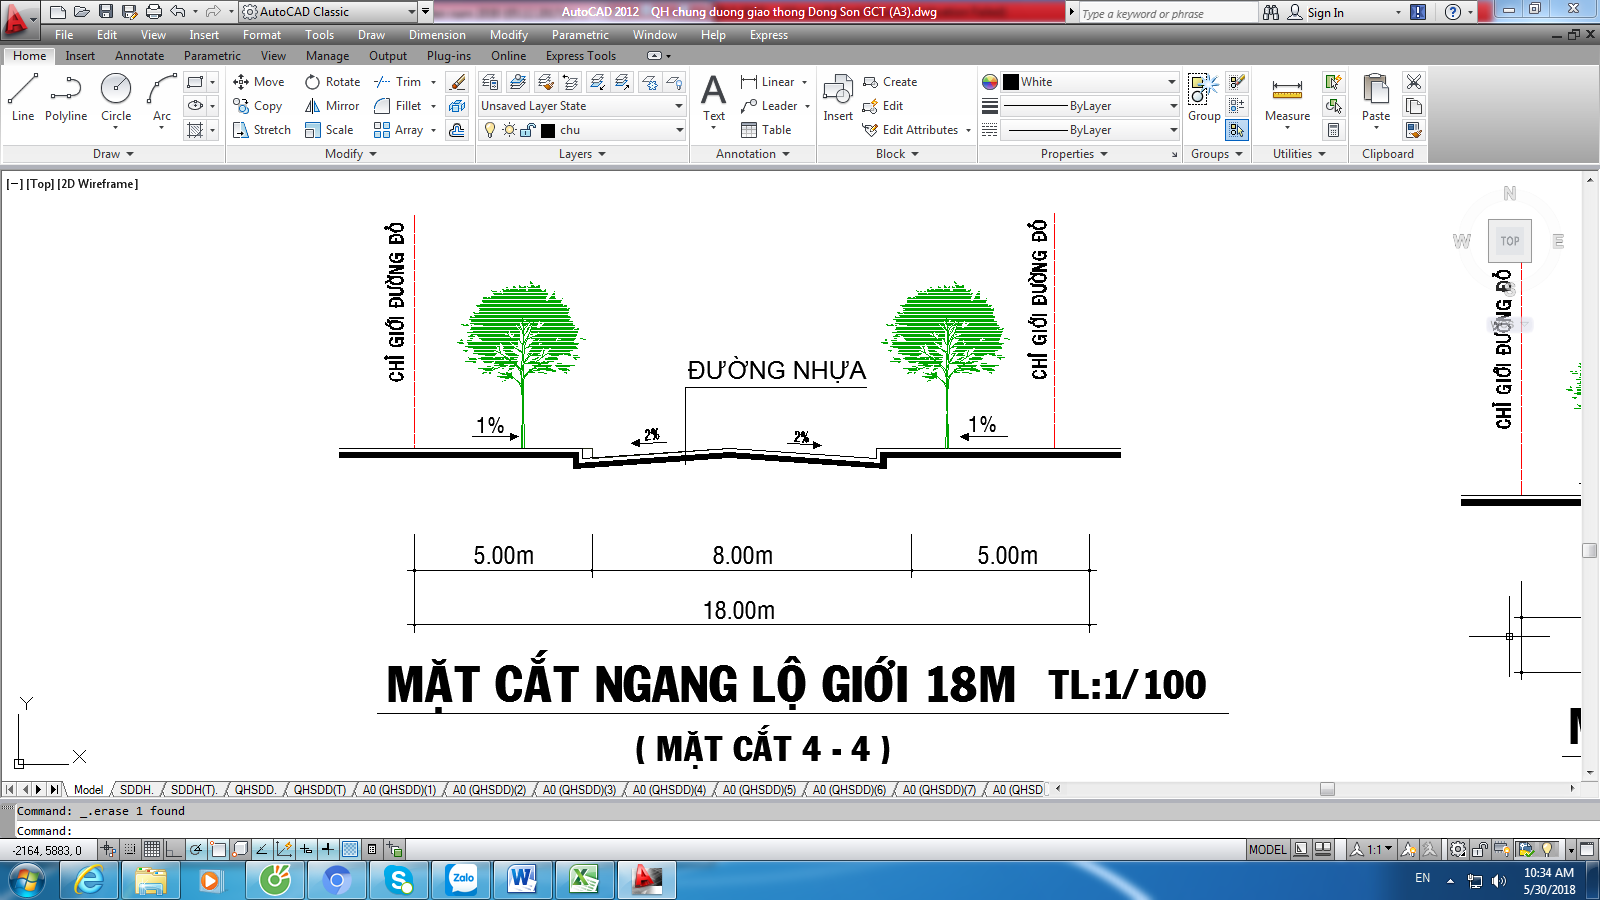 AutoCAD Classic
AutoCAD 2012 QH chung duong giao thong Dong Son GCT (A3).dwg
Type a keyword or phrase
Sign In
File Edit View Insert Format Tools Draw Dimension Modify Parametric Window Help Express
Home Insert Annotate Parametric View Manage Output Plug-ins Online Express Tools
Line Polyline Circle Arc
Move Rotate Trim
Copy Mirror Fillet
Stretch Scale Array
Unsaved Layer State
chu
Text
Linear
Leader
Table
Insert
Create
Edit
Edit Attributes
White
ByLayer
ByLayer
Group
Measure
Paste
Draw Modify Layers Annotation Block Properties Groups Utilities Clipboard
[−] [Top] [2D Wireframe]
N
W TOP E
S
CHỈ GIỚI ĐƯỜNG ĐỎ
CHỈ GIỚI ĐƯỜNG ĐỎ
CHỈ GIỚI ĐƯỜNG ĐỎ
ĐƯỜNG NHỰA
1% 2% 2% 1%
5.00m 8.00m 5.00m
18.00m
MẶT CẮT NGANG LỘ GIỚI 18M TL:1/100
( MẶT CẮT 4 - 4 )
Y
X
Model SDDH. SDDH(T). QHSDD. QHSDD(T) A0 (QHSDD)(1) A0 (QHSDD)(2) A0 (QHSDD)(3) A0 (QHSDD)(4) A0 (QHSDD)(5) A0 (QHSDD)(6) A0 (QHSDD)(7) A0 (QHSD
Command: _.erase 1 found
Command:
-2164, 5883, 0
MODEL
1:1
Zalo
EN
10:34 AM
5/30/2018